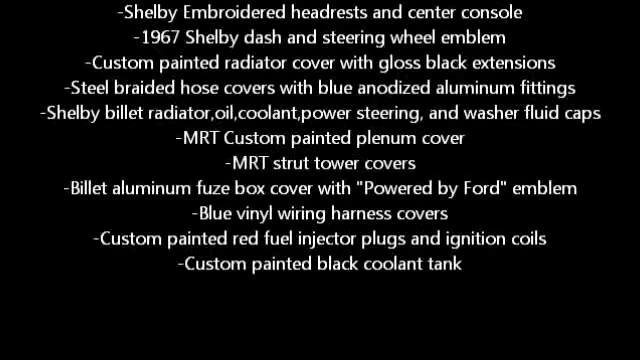 -Shelby Embroidered headrests and center console
-1967 Shelby dash and steering wheel emblem
-Custom painted radiator cover with gloss black extensions
-Steel braided hose covers with blue anodized aluminum fittings
-Shelby billet radiator,oil,coolant,power steering, and washer fluid caps
-MRT Custom painted plenum cover
-MRT strut tower covers
-Billet aluminum fuze box cover with "Powered by Ford" emblem
-Blue vinyl wiring harness covers
-Custom painted red fuel injector plugs and ignition coils
-Custom painted black coolant tank